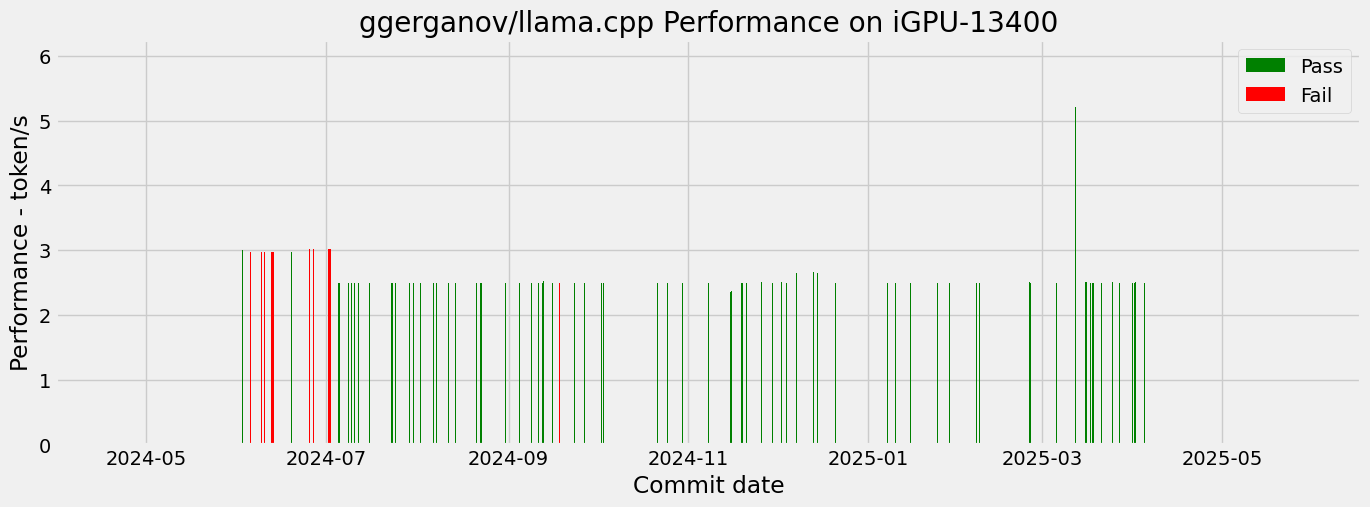 ggerganov/llama.cpp Performance on iGPU-13400
Performance - token/s
6
5
4
3
2
1
0
Pass
Fail
2024-05 2024-07 2024-09 2024-11 2025-01 2025-03 2025-05
Commit date